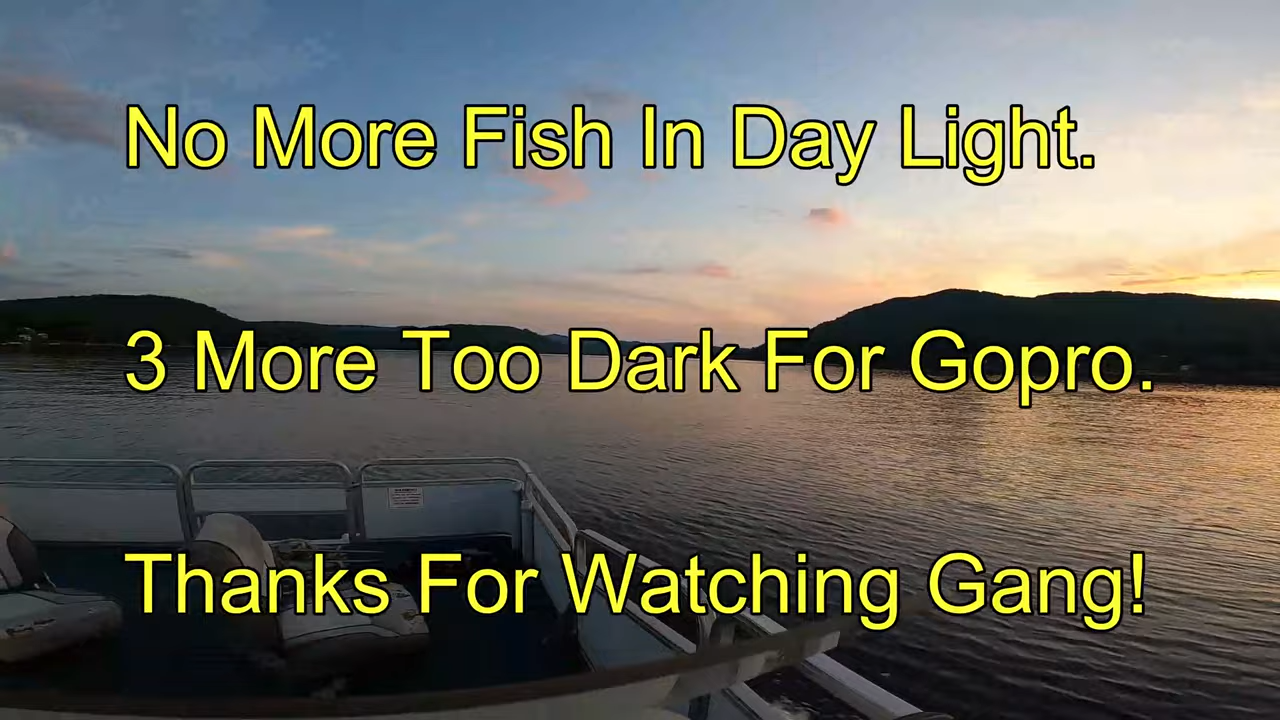 No More Fish In Day Light.
3 More Too Dark For Gopro.
Thanks For Watching Gang!